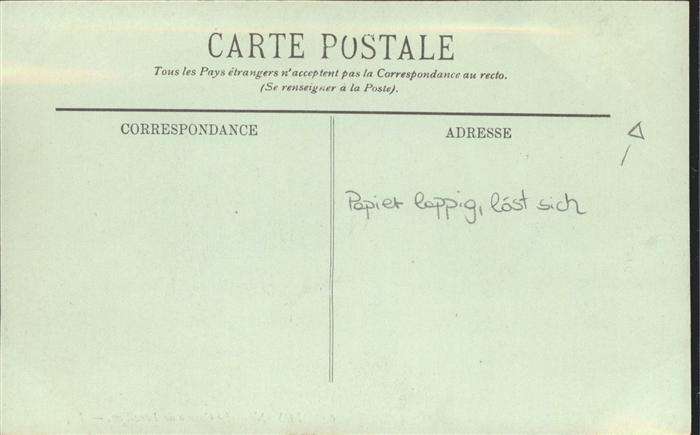 CARTE POSTALE
Tous les Pays étrangers n'acceptent pas la Correspondance au recto.
(Se renseigner à la Poste).
CORRESPONDANCE
ADRESSE
Papier lappig, löst sich